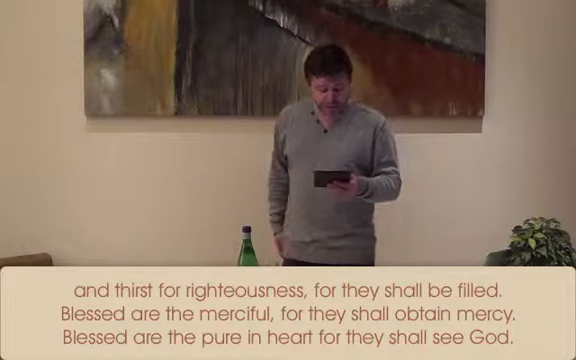 and thirst for righteousness, for they shall be filled.
Blessed are the merciful, for they shall obtain mercy.
Blessed are the pure in heart for they shall see God.